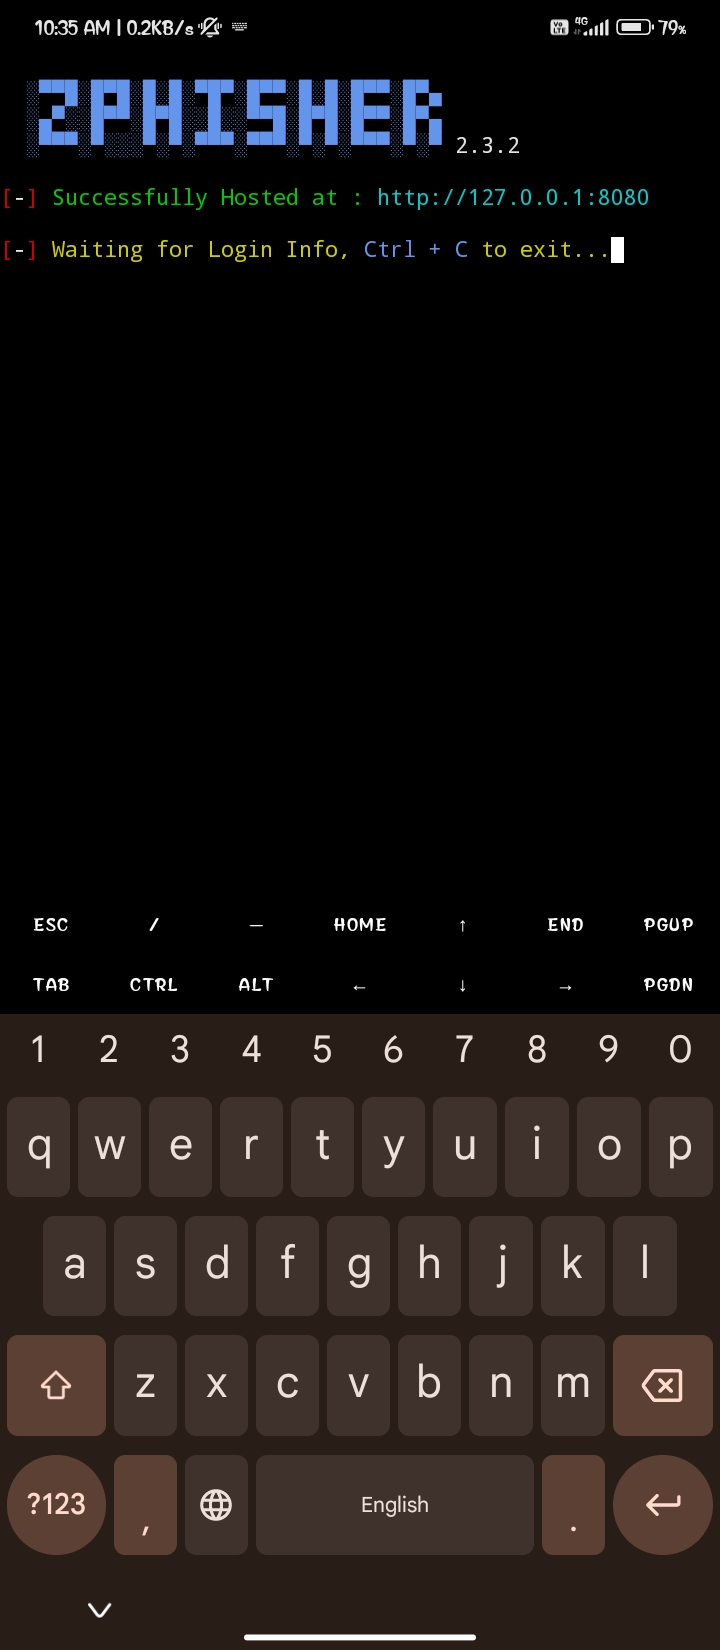 10:35 AM | 0.2KB/s 4G 79%
ZPHISHER 2.3.2
[-] Successfully Hosted at : http://127.0.0.1:8080
[-] Waiting for Login Info, Ctrl + C to exit...
ESC / — HOME ↑ END PGUP
TAB CTRL ALT ← ↓ → PGDN
1 2 3 4 5 6 7 8 9 0
q w e r t y u i o p
a s d f g h j k l
z x c v b n m
?123 , English .